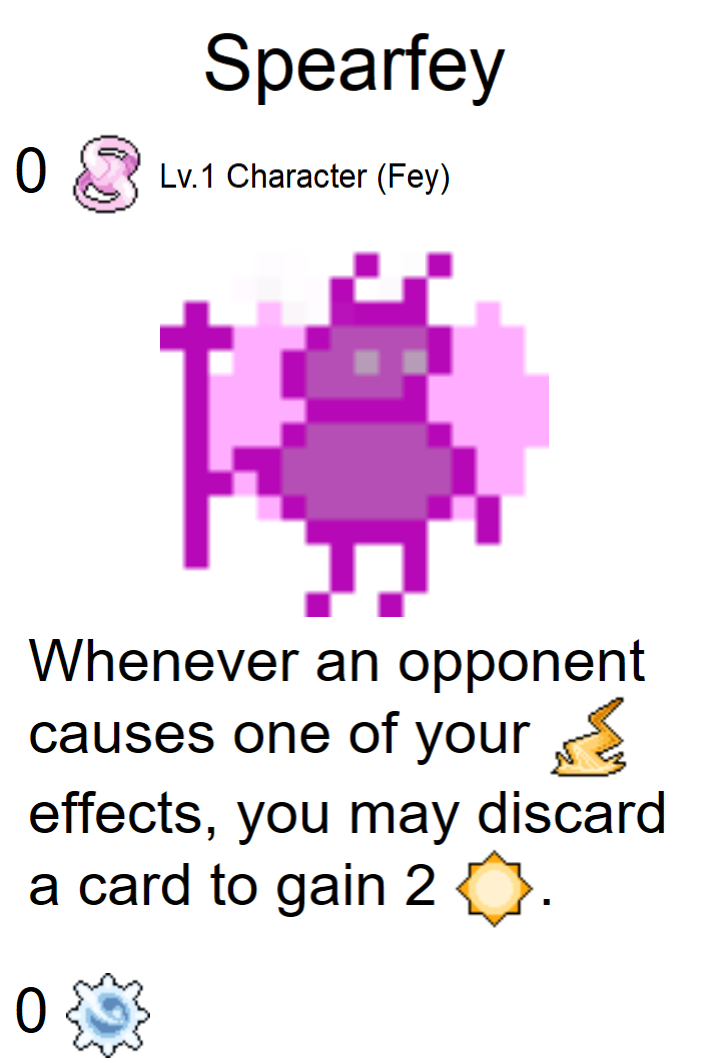 Spearfey
0 Lv.1 Character (Fey)
Whenever an opponent
causes one of your
effects, you may discard
a card to gain 2 .
0